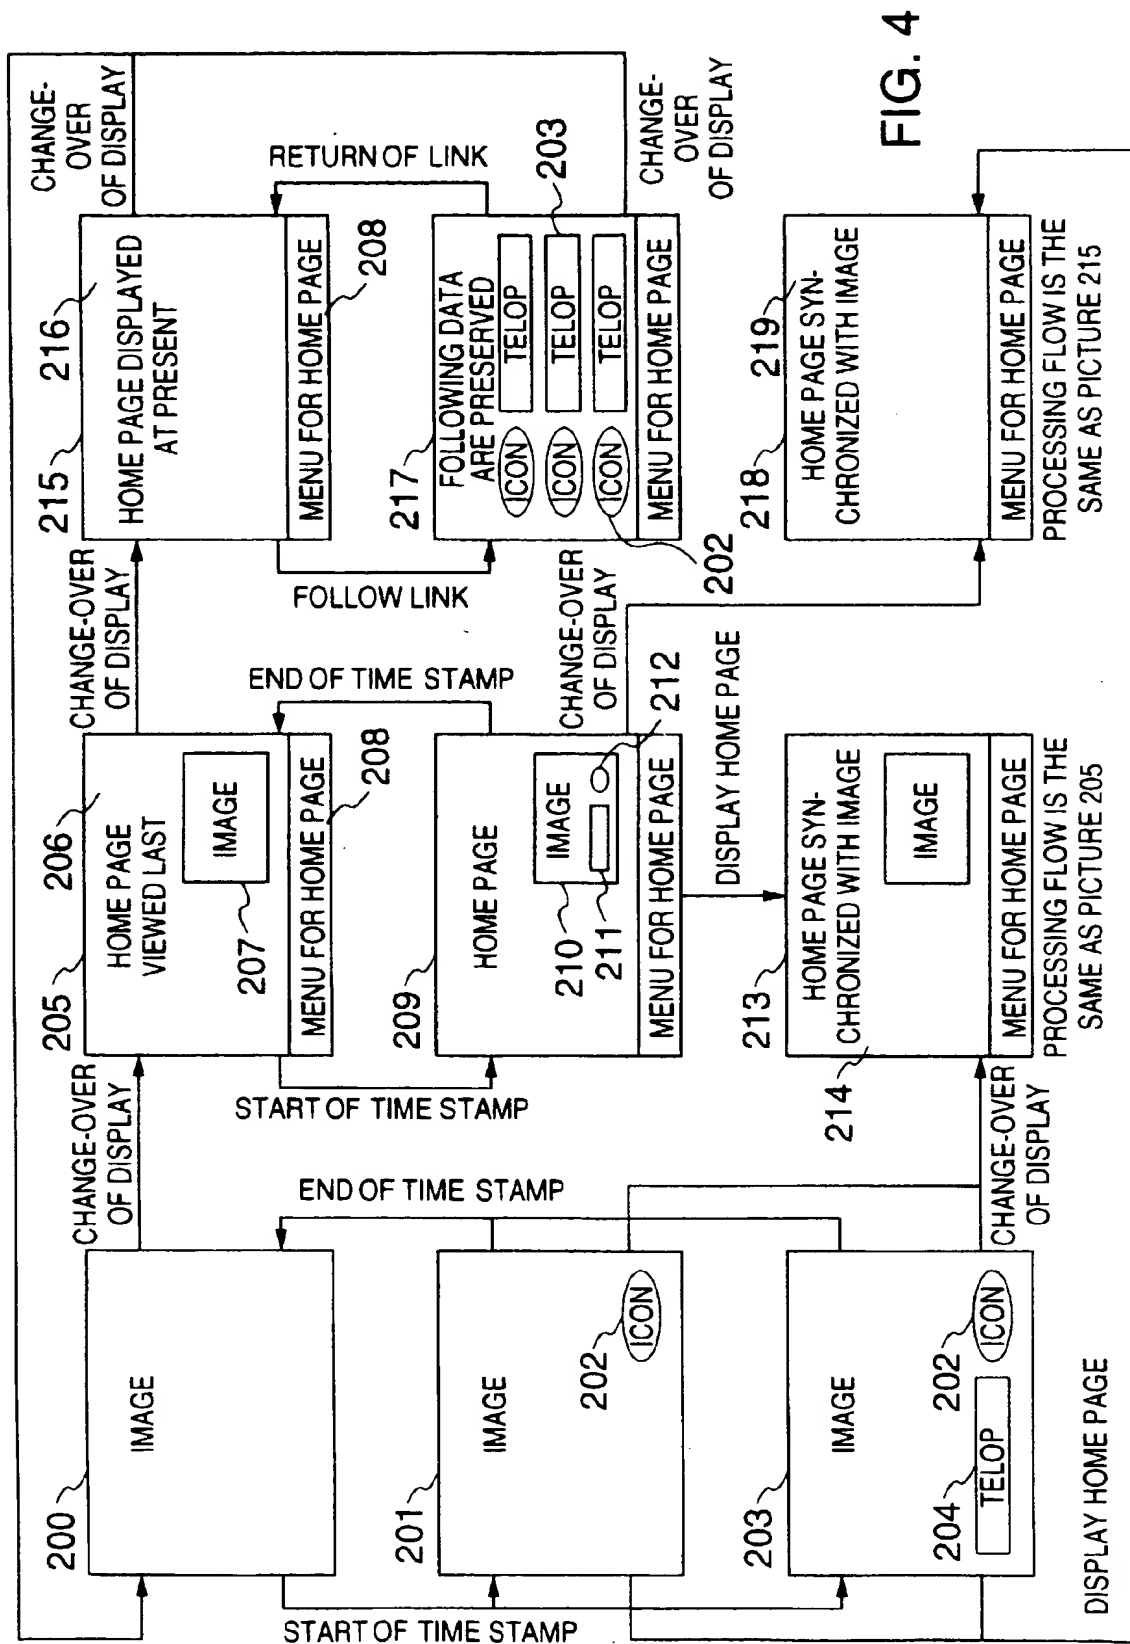 FIG. 4
200
IMAGE
CHANGE-OVER
OF DISPLAY
START OF TIME STAMP
END OF TIME STAMP
201
IMAGE
202
ICON
203
IMAGE
204
TELOP
202
ICON
CHANGE-OVER
OF DISPLAY
DISPLAY HOME PAGE
205
206
HOME PAGE
VIEWED LAST
207
IMAGE
208
MENU FOR HOME PAGE
CHANGE-OVER
OF DISPLAY
START OF TIME STAMP
END OF TIME STAMP
209
HOME PAGE
210
IMAGE
211
212
MENU FOR HOME PAGE
CHANGE-OVER
OF DISPLAY
DISPLAY HOME PAGE
213
HOME PAGE SYN-
CHRONIZED WITH IMAGE
214
IMAGE
MENU FOR HOME PAGE
PROCESSING FLOW IS THE
SAME AS PICTURE 205
215
216
HOME PAGE DISPLAYED
AT PRESENT
208
MENU FOR HOME PAGE
CHANGE-
OVER
OF DISPLAY
FOLLOW LINK
RETURN OF LINK
217
FOLLOWING DATA
ARE PRESERVED
ICON TELOP
ICON TELOP
ICON TELOP
203
202
MENU FOR HOME PAGE
CHANGE-
OVER
OF DISPLAY
218
219
HOME PAGE SYN-
CHRONIZED WITH IMAGE
MENU FOR HOME PAGE
PROCESSING FLOW IS THE
SAME AS PICTURE 215